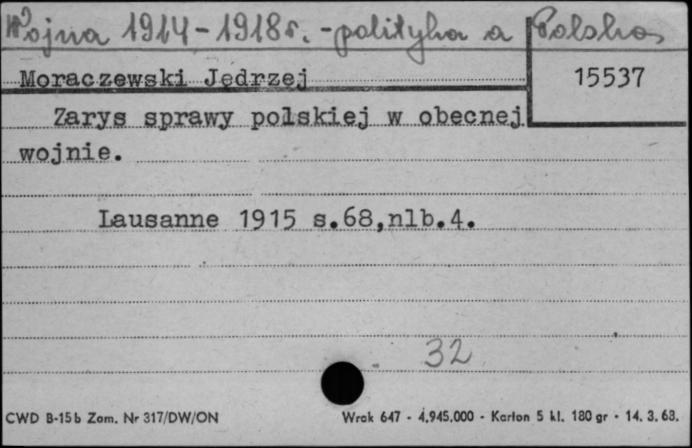 Wojna 1914-1918r. - polityka a Polska
Moraczewski Jędrzej
15537
Zarys sprawy polskiej w obecnej
wojnie.
Lausanne 1915 s.68,nlb.4.
32
CWD B-15b Zam. Nr 317/DW/ON
Wrak 647 - 4,945,000 - Karton 5 kl. 180 gr - 14. 3. 68.